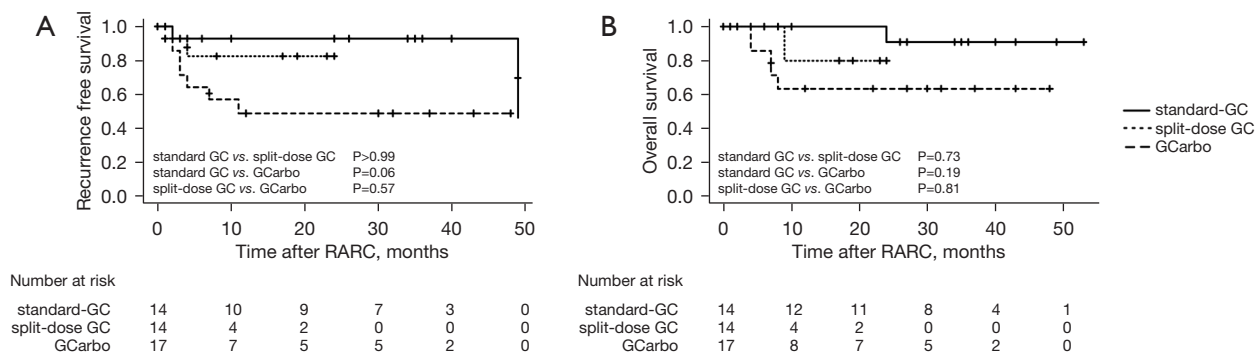 A
Recurrence free survival
1.0
0.8
0.6
0.4
0.2
0.0
standard GC vs. split-dose GC P>0.99
standard GC vs. GCarbo P=0.06
split-dose GC vs. GCarbo P=0.57
0 10 20 30 40 50
Time after RARC, months
Number at risk
standard-GC 14 10 9 7 3 0
split-dose GC 14 4 2 0 0 0
GCarbo 17 7 5 5 2 0
B
Overall survival
1.0
0.8
0.6
0.4
0.2
0.0
standard GC vs. split-dose GC P=0.73
standard GC vs. GCarbo P=0.19
split-dose GC vs. GCarbo P=0.81
0 10 20 30 40 50
Time after RARC, months
Number at risk
standard-GC 14 12 11 8 4 1
split-dose GC 14 4 2 0 0 0
GCarbo 17 8 7 5 2 0
standard-GC
split-dose GC
GCarbo